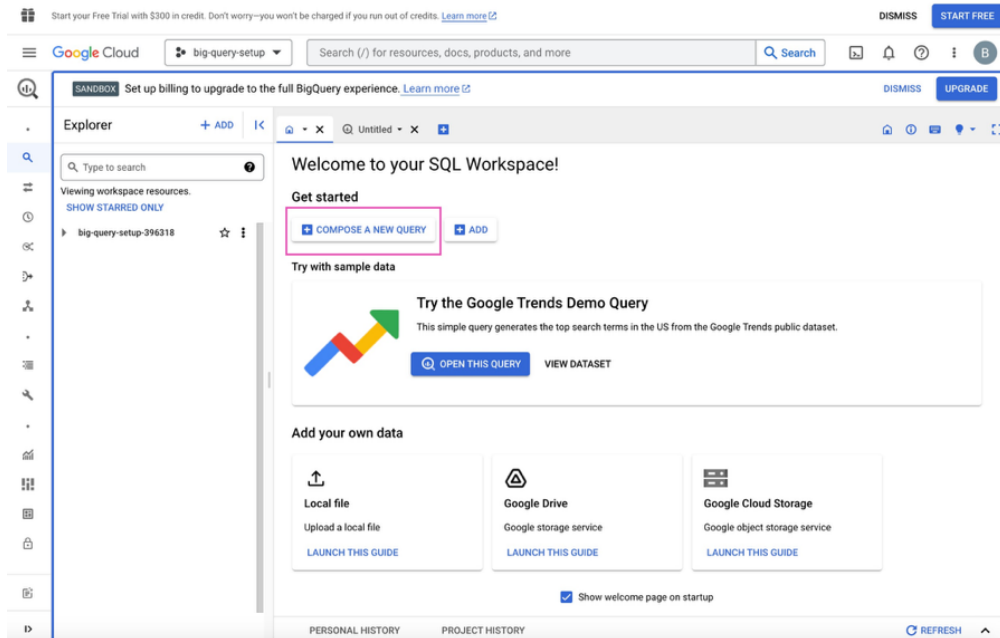 Start your Free Trial with $300 in credit. Don't worry—you won't be charged if you run out of credits. Learn more
DISMISS
START FREE
Google Cloud
big-query-setup
Search (/) for resources, docs, products, and more
Search
B
SANDBOX Set up billing to upgrade to the full BigQuery experience. Learn more
DISMISS
UPGRADE
Explorer
+ ADD
Untitled
Type to search
Viewing workspace resources.
SHOW STARRED ONLY
big-query-setup-396318
Welcome to your SQL Workspace!
Get started
COMPOSE A NEW QUERY
ADD
Try with sample data
Try the Google Trends Demo Query
This simple query generates the top search terms in the US from the Google Trends public dataset.
OPEN THIS QUERY
VIEW DATASET
Add your own data
Local file
Upload a local file
LAUNCH THIS GUIDE
Google Drive
Google storage service
LAUNCH THIS GUIDE
Google Cloud Storage
Google object storage service
LAUNCH THIS GUIDE
Show welcome page on startup
PERSONAL HISTORY
PROJECT HISTORY
REFRESH